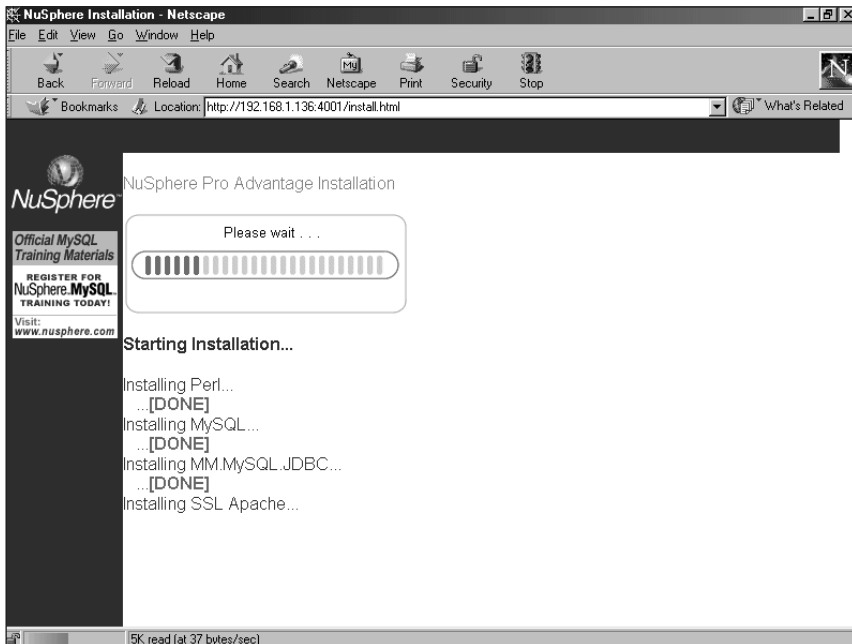 NuSphere Installation - Netscape
File Edit View Go Window Help
Back Forward Reload Home Search Netscape Print Security Stop
Bookmarks Location: http://192.168.1.136:4001/install.html What's Related
NuSphere™
NuSphere Pro Advantage Installation
Please wait . . .
Official MySQL
Training Materials
REGISTER FOR
NuSphere.MySQL.
TRAINING TODAY!
Visit:
www.nusphere.com
Starting Installation...
Installing Perl...
...[DONE]
Installing MySQL...
...[DONE]
Installing MM.MySQL.JDBC...
...[DONE]
Installing SSL Apache...
5K read (at 37 bytes/sec)